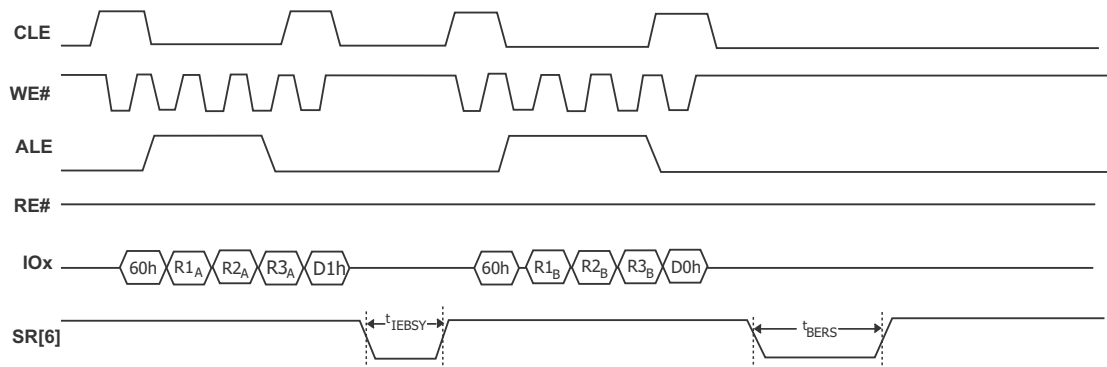 CLE
WE#
ALE
RE#
IOx 60h R1A R2A R3A D1h 60h R1B R2B R3B D0h
SR[6] tIEBSY tBERS